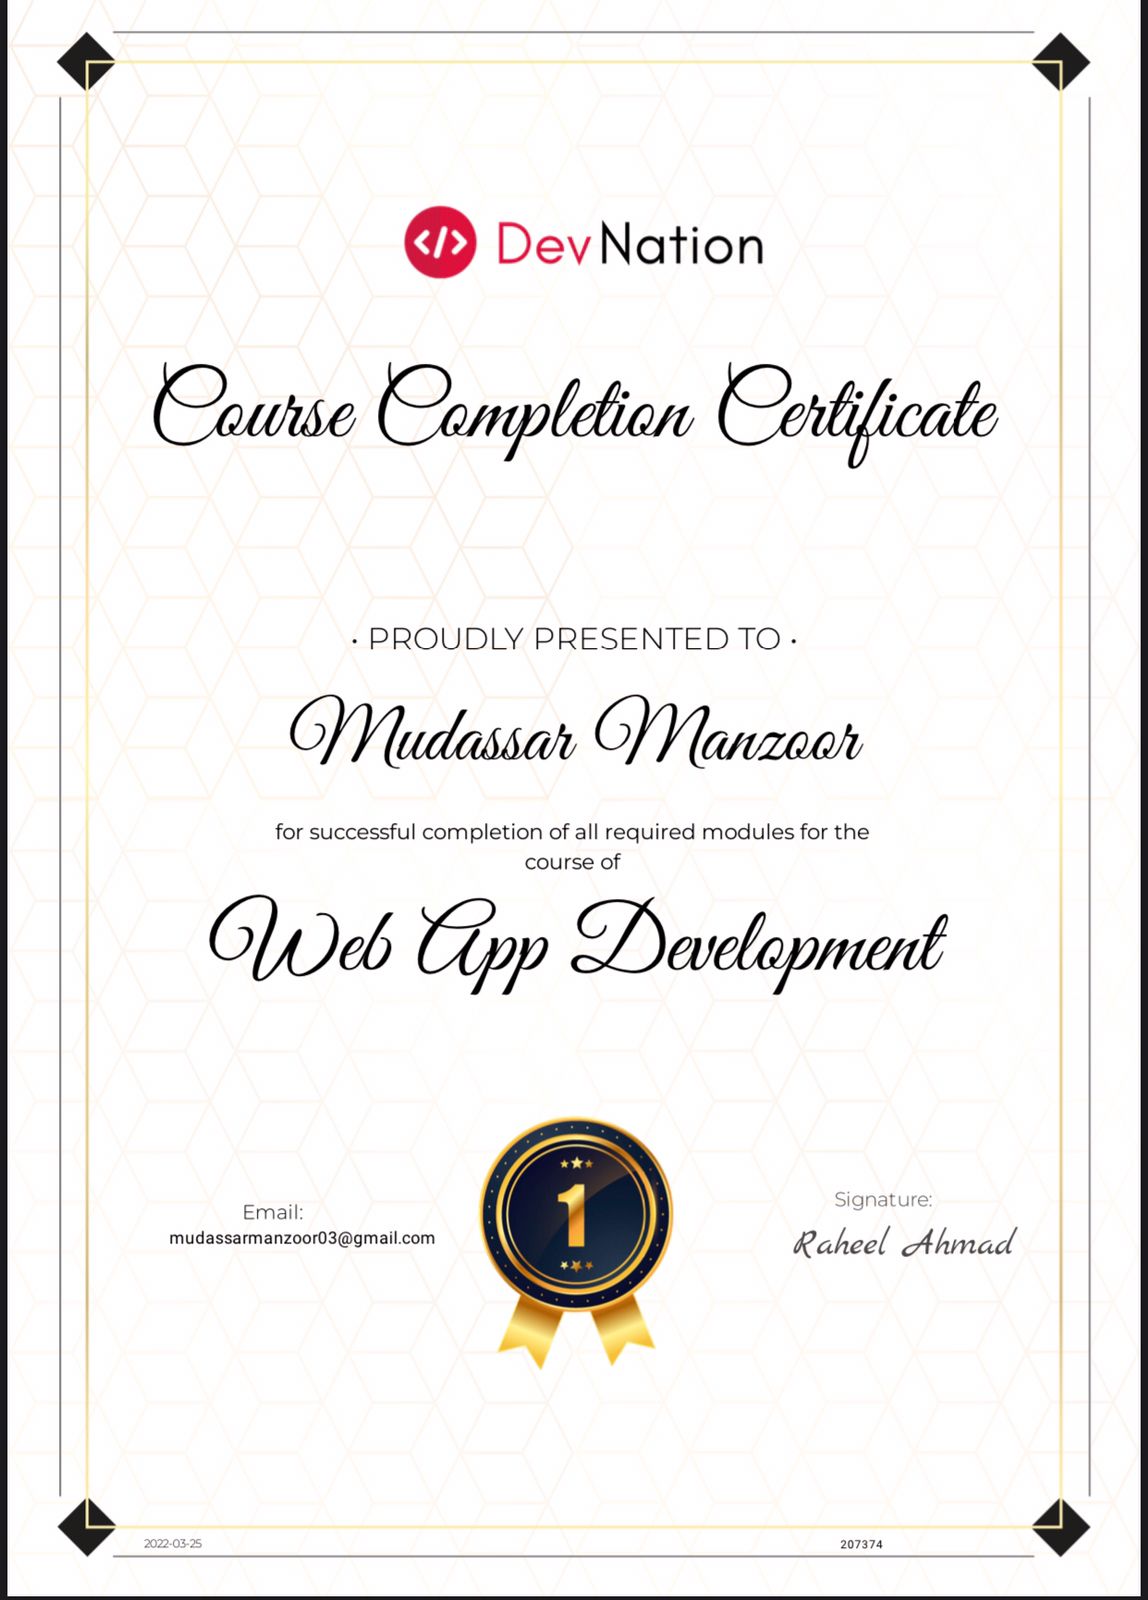 </> DevNation
Course Completion Certificate
• PROUDLY PRESENTED TO •
Mudassar Manzoor
for successful completion of all required modules for the
course of
Web App Development
1
Email:
mudassarmanzoor03@gmail.com
Signature:
Raheel Ahmad
2022-03-25
207374